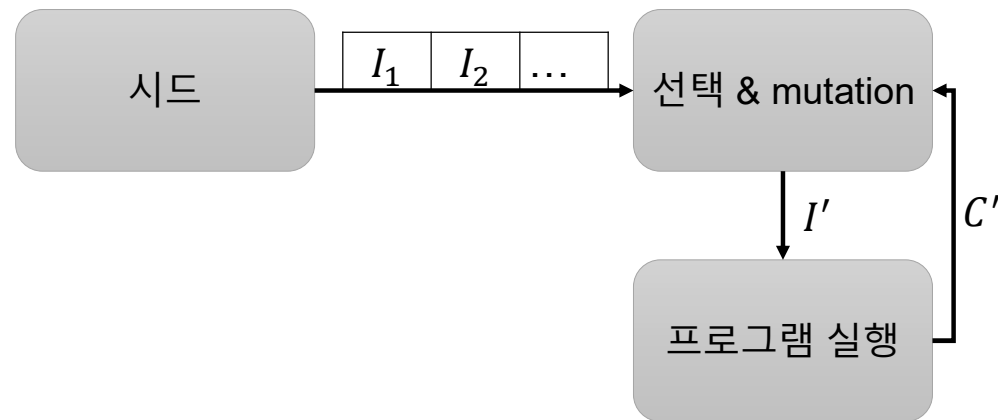 시드
I₁ I₂ ...
선택 & mutation
I′
C′
프로그램 실행